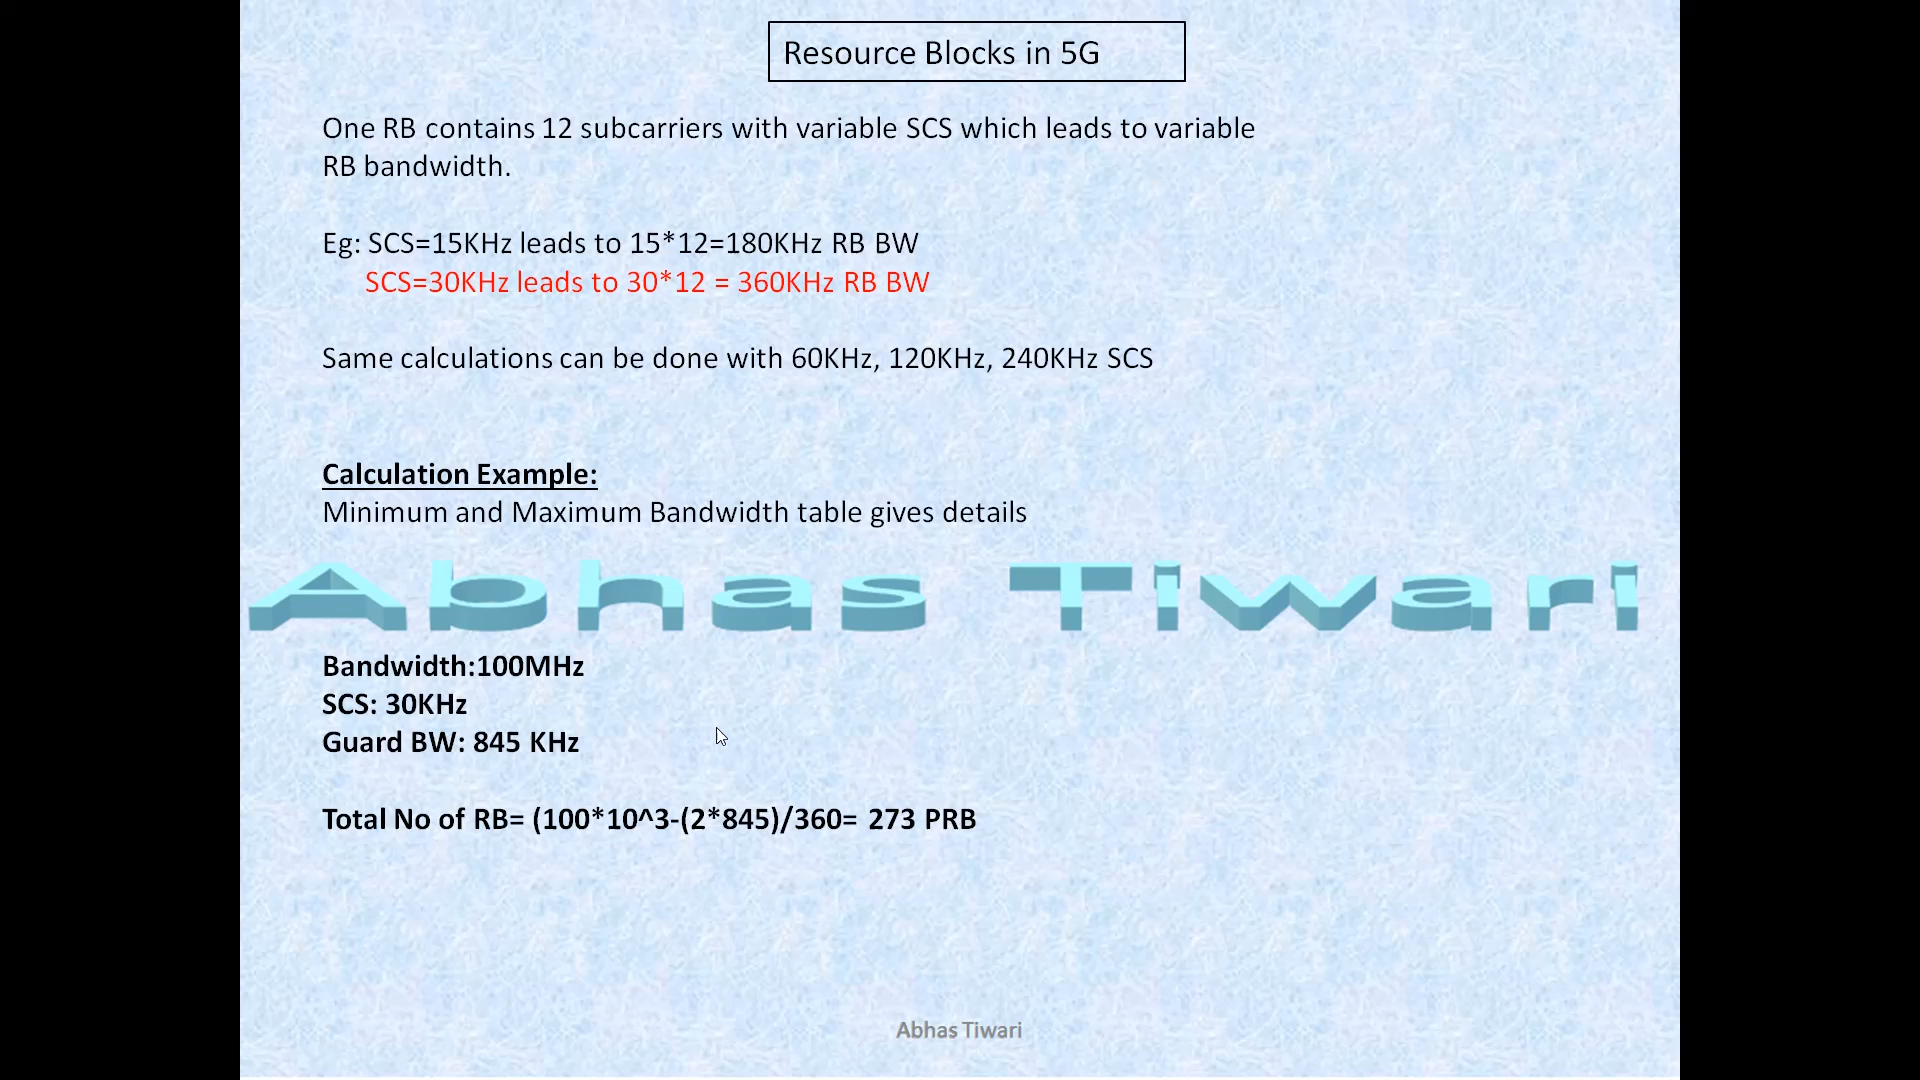 Resource Blocks in 5G
One RB contains 12 subcarriers with variable SCS which leads to variable
RB bandwidth.
Eg: SCS=15KHz leads to 15*12=180KHz RB BW
SCS=30KHz leads to 30*12 = 360KHz RB BW
Same calculations can be done with 60KHz, 120KHz, 240KHz SCS
Calculation Example:
Minimum and Maximum Bandwidth table gives details
Abhas Tiwari
Bandwidth:100MHz
SCS: 30KHz
Guard BW: 845 KHz
Total No of RB= (100*10^3-(2*845)/360= 273 PRB
Abhas Tiwari